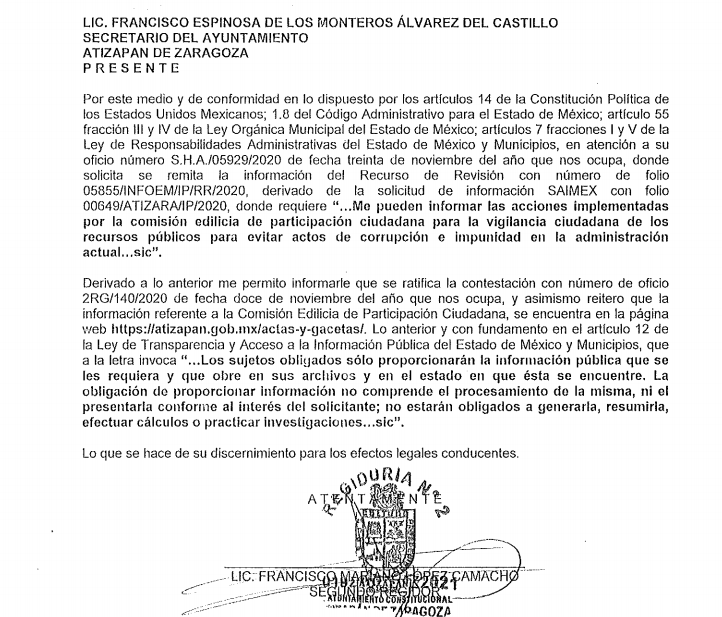 LIC. FRANCISCO ESPINOSA DE LOS MONTEROS ÁLVAREZ DEL CASTILLO
SECRETARIO DEL AYUNTAMIENTO
ATIZAPAN DE ZARAGOZA
P R E S E N T E
Por este medio y de conformidad en lo dispuesto por los artículos 14 de la Constitución Política de
los Estados Unidos Mexicanos; 1.8 del Código Administrativo para el Estado de México; artículo 55
fracción III y IV de la Ley Orgánica Municipal del Estado de México; artículos 7 fracciones I y V de la
Ley de Responsabilidades Administrativas del Estado de México y Municipios, en atención a su
oficio número S.H.A./05929/2020 de fecha treinta de noviembre del año que nos ocupa, donde
solicita se remita la información del Recurso de Revisión con número de folio
05855/INFOEM/IP/RR/2020, derivado de la solicitud de información SAIMEX con folio
00649/ATIZARA/IP/2020, donde requiere “...Me pueden informar las acciones implementadas
por la comisión edilicia de participación ciudadana para la vigilancia ciudadana de los
recursos públicos para evitar actos de corrupción e impunidad en la administración
actual...sic”.
Derivado a lo anterior me permito informarle que se ratifica la contestación con número de oficio
2RG/140/2020 de fecha doce de noviembre del año que nos ocupa, y asimismo reitero que la
información referente a la Comisión Edilicia de Participación Ciudadana, se encuentra en la página
web https://atizapan.gob.mx/actas-y-gacetas/. Lo anterior y con fundamento en el artículo 12 de
la Ley de Transparencia y Acceso a la Información Pública del Estado de México y Municipios, que
a la letra invoca “...Los sujetos obligados sólo proporcionarán la información pública que se
les requiera y que obre en sus archivos y en el estado en que ésta se encuentre. La
obligación de proporcionar información no comprende el procesamiento de la misma, ni el
presentarla conforme al interés del solicitante; no estarán obligados a generarla, resumirla,
efectuar cálculos o practicar investigaciones...sic”.
Lo que se hace de su discernimiento para los efectos legales conducentes.
REGIDURIA Nº 2
ATENTAMENTE
LIC. FRANCISCO MARIANO LÓPEZ CAMACHO
2021
SEGUNDO REGIDOR
AYUNTAMIENTO CONSTITUCIONAL
ZARAGOZA